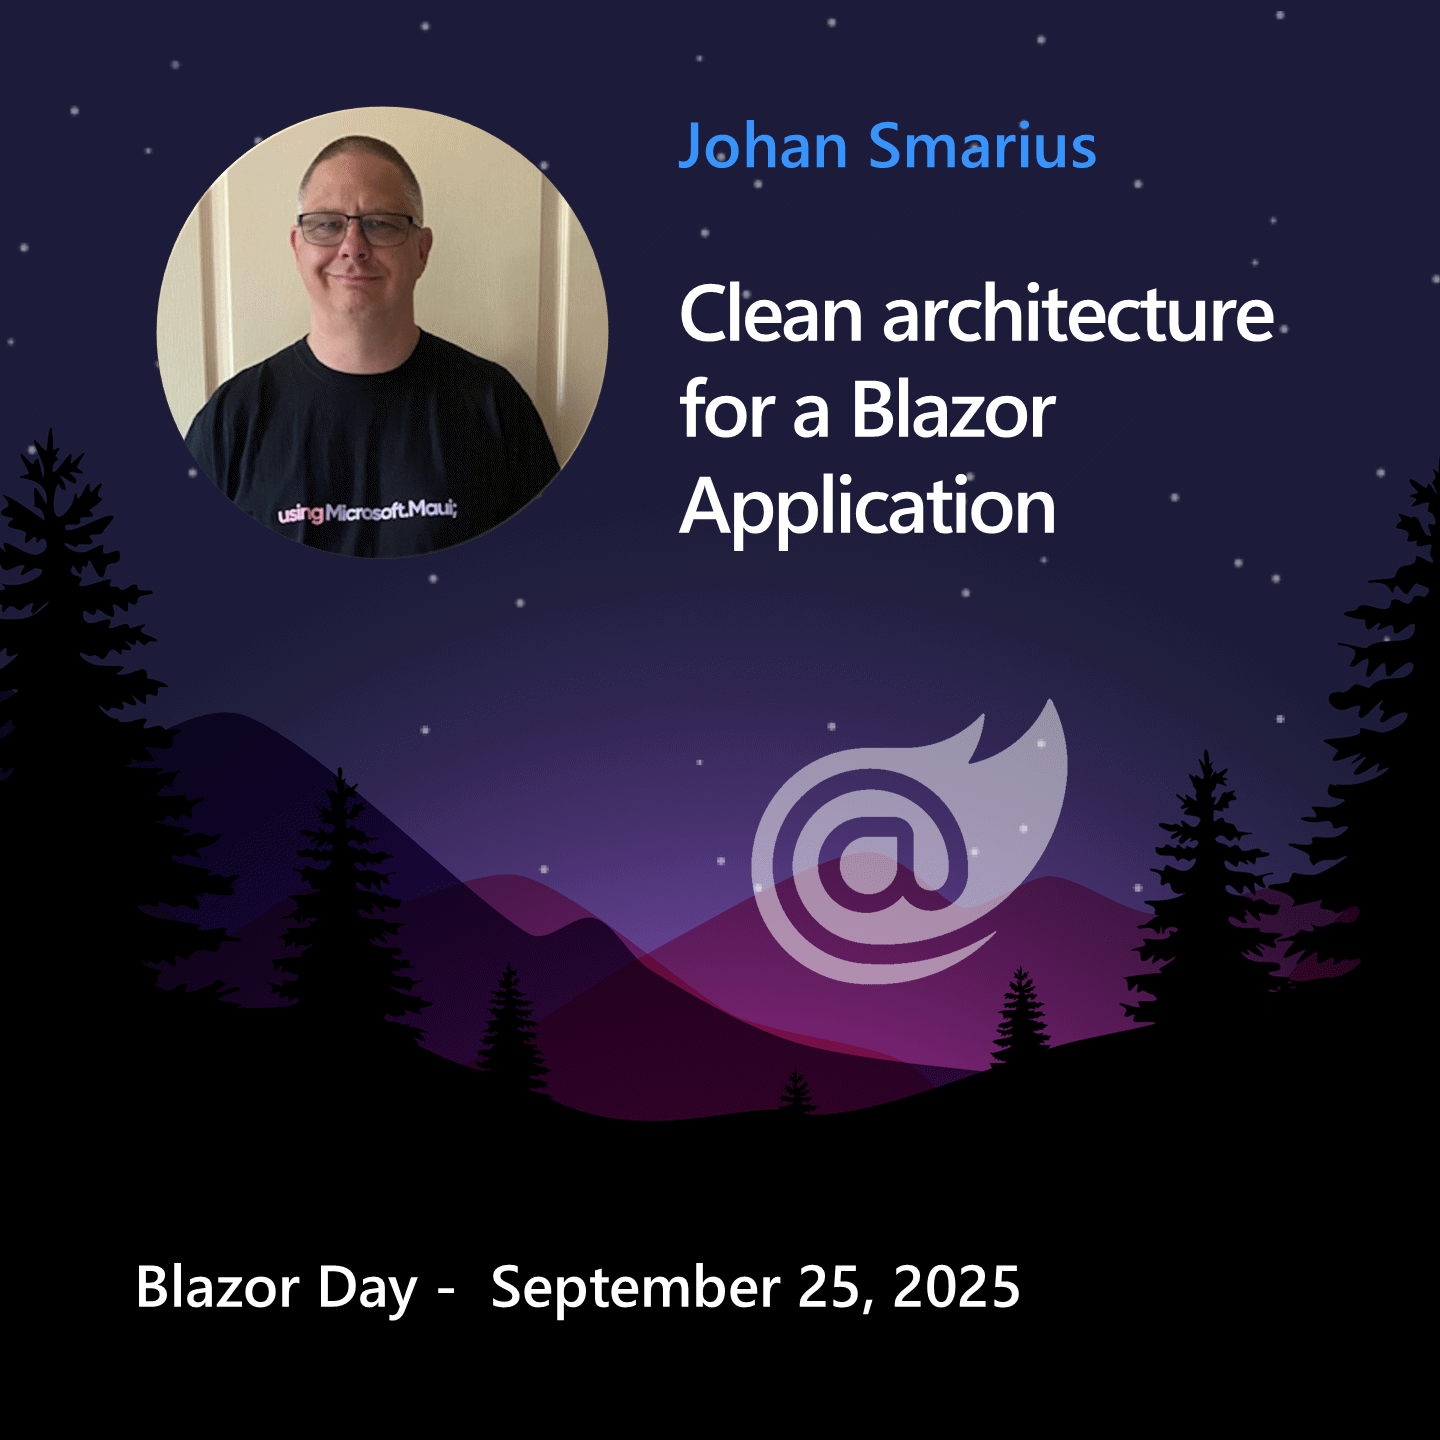 Johan Smarius
Clean architecture
for a Blazor
Application
using Microsoft.Maui;
@
Blazor Day - September 25, 2025